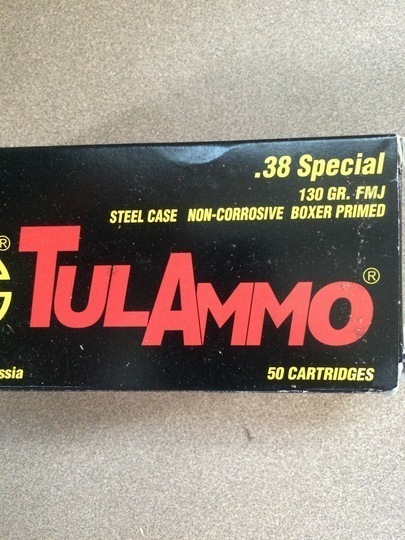 .38 Special
130 GR. FMJ
STEEL CASE NON-CORROSIVE BOXER PRIMED
TULAMMO®
50 CARTRIDGES